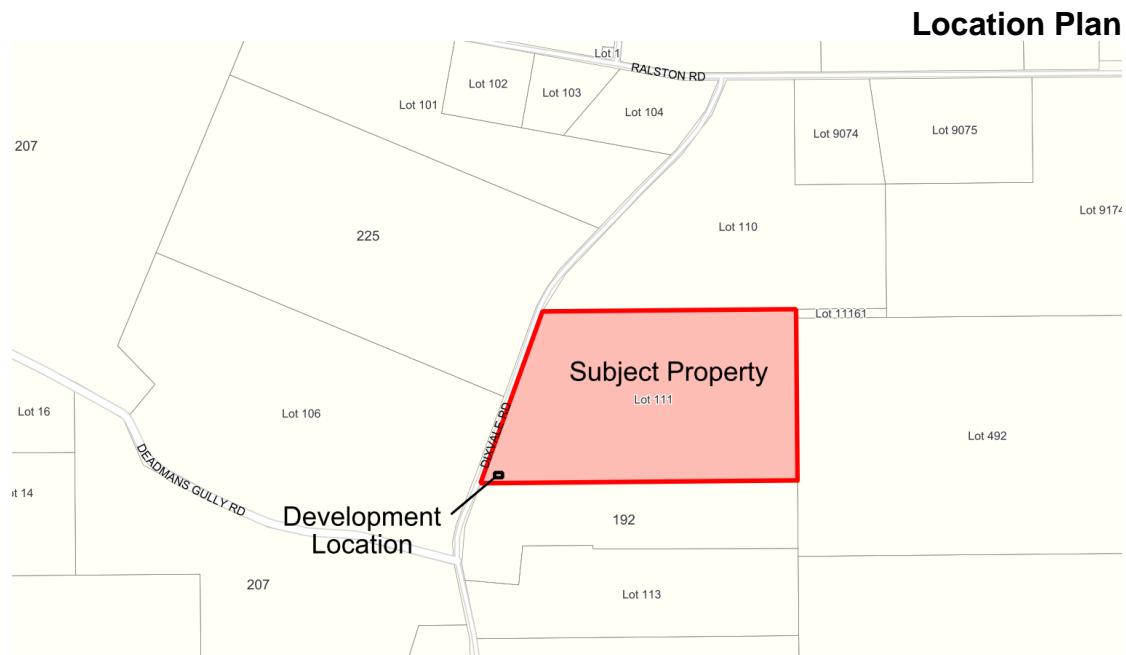 Location Plan
Lot 1
RALSTON RD
Lot 102
Lot 103
Lot 101
Lot 104
Lot 9074
Lot 9075
207
Lot 9174
225
Lot 110
Lot 11161
Subject Property
Lot 111
DIXVALE RD
Lot 16
Lot 106
Lot 492
DEADMANS GULLY RD
ot 14
Development
Location
192
207
Lot 113